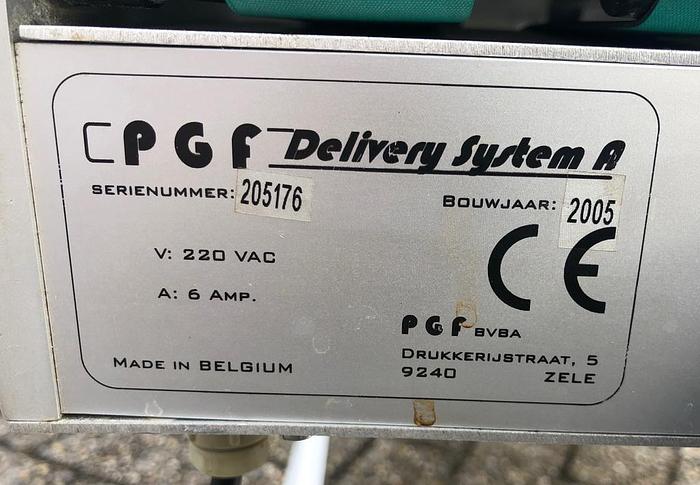 PGF Delivery System A
SERIENUMMER: 205176
BOUWJAAR: 2005
V: 220 VAC
A: 6 AMP.
CE
PGF BVBA
DRUKKERIJSTRAAT, 5
9240 ZELE
MADE IN BELGIUM